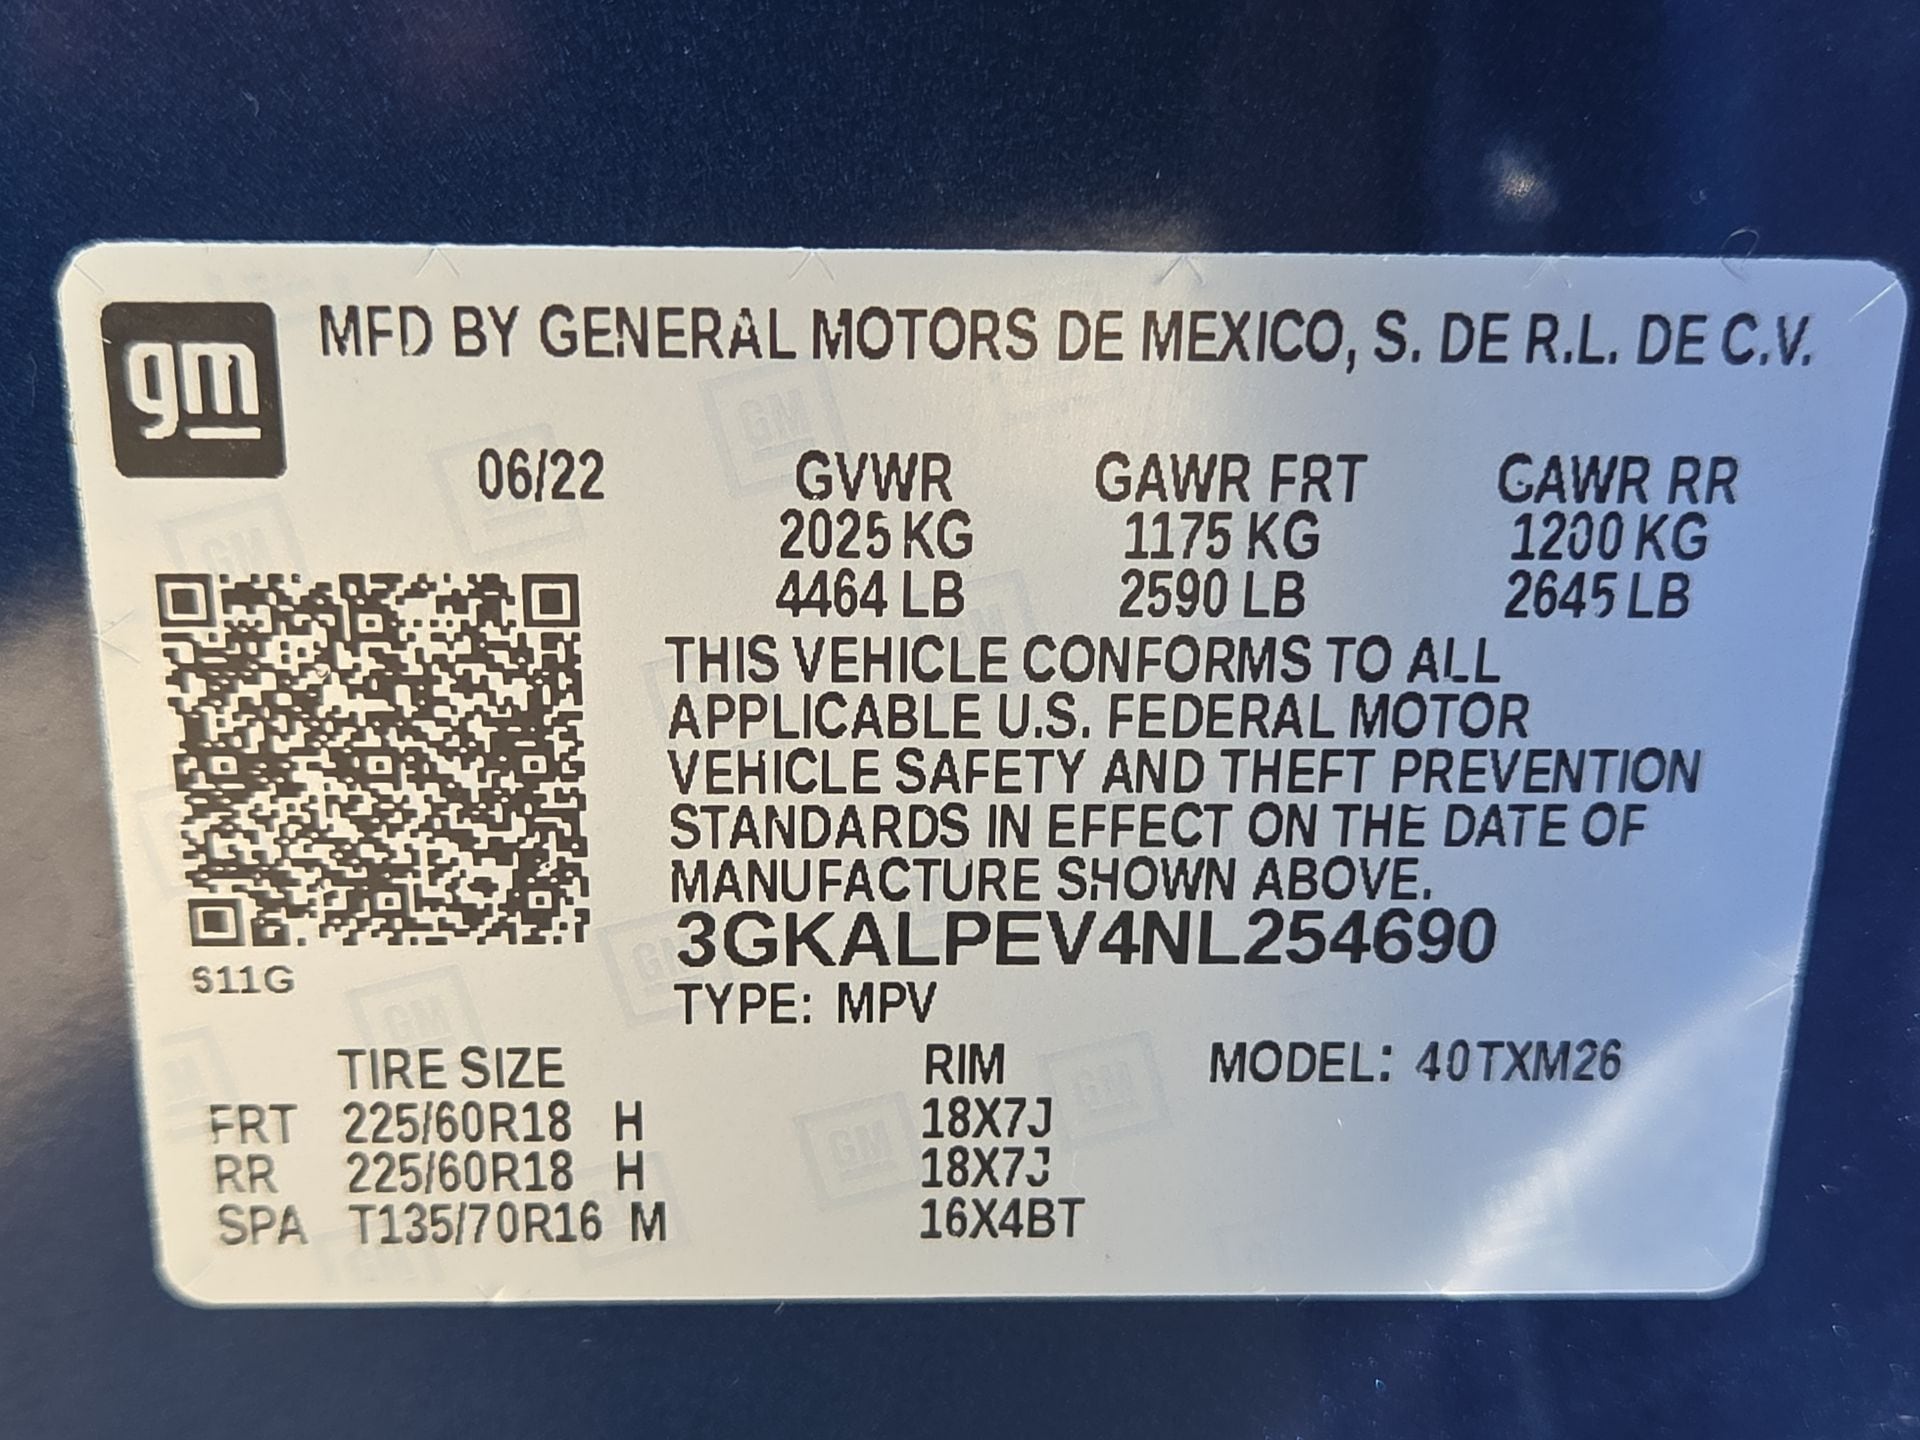 gm MFD BY GENERAL MOTORS DE MEXICO, S. DE R.L. DE C.V.
06/22 GVWR GAWR FRT GAWR RR
2025 KG 1175 KG 1200 KG
4464 LB 2590 LB 2645 LB
THIS VEHICLE CONFORMS TO ALL
APPLICABLE U.S. FEDERAL MOTOR
VEHICLE SAFETY AND THEFT PREVENTION
STANDARDS IN EFFECT ON THE DATE OF
MANUFACTURE SHOWN ABOVE.
3GKALPEV4NL254690
S11G
TYPE: MPV
TIRE SIZE RIM MODEL: 40TXM26
FRT 225/60R18 H 18X7J
RR 225/60R18 H 18X7J
SPA T135/70R16 M 16X4BT